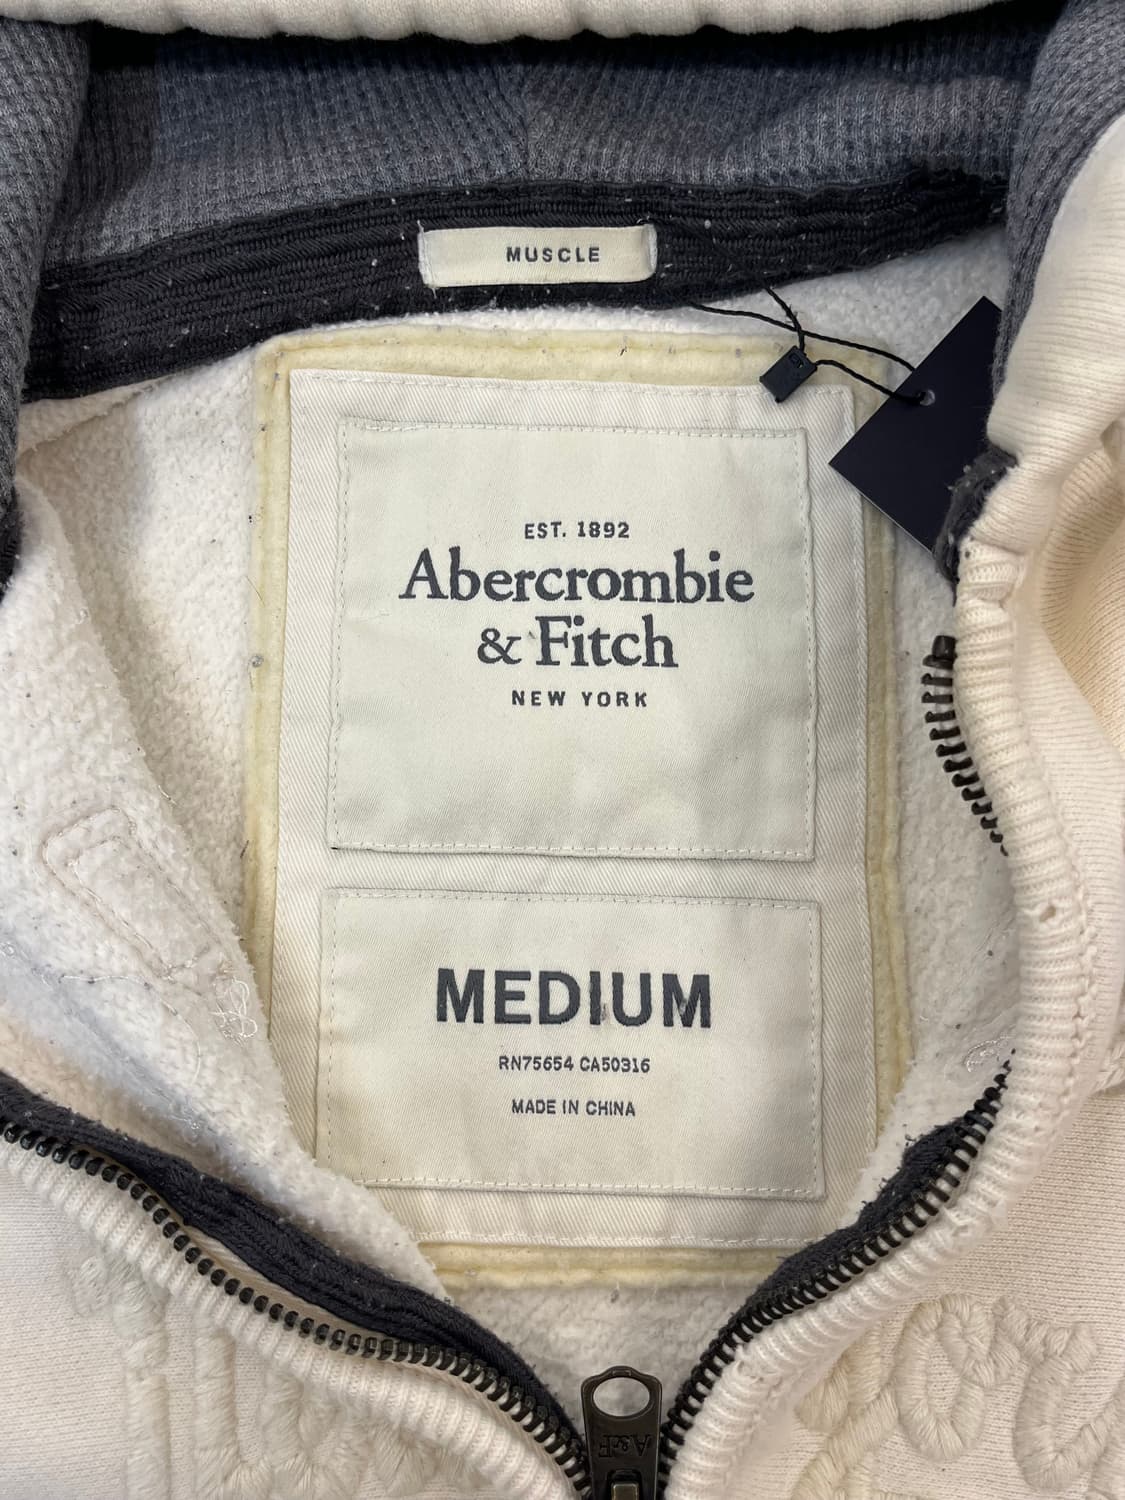 MUSCLE
EST. 1892
Abercrombie
& Fitch
NEW YORK
MEDIUM
RN75654 CA50316
MADE IN CHINA
A&F